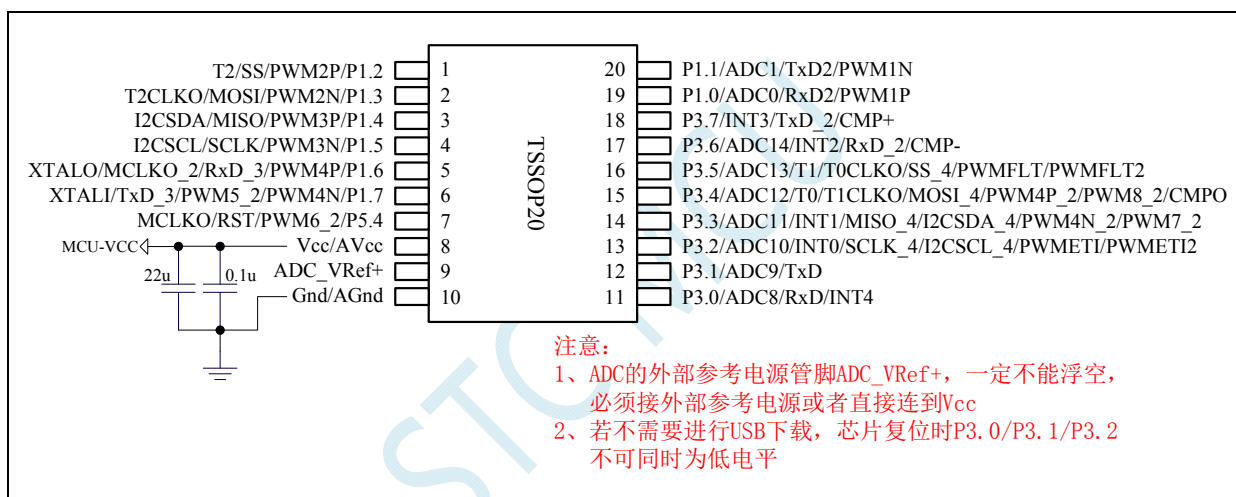 T2/SS/PWM2P/P1.2 1 20 P1.1/ADC1/TxD2/PWM1N
T2CLKO/MOSI/PWM2N/P1.3 2 19 P1.0/ADC0/RxD2/PWM1P
I2CSDA/MISO/PWM3P/P1.4 3 18 P3.7/INT3/TxD_2/CMP+
I2CSCL/SCLK/PWM3N/P1.5 4 17 P3.6/ADC14/INT2/RxD_2/CMP-
XTALO/MCLKO_2/RxD_3/PWM4P/P1.6 5 16 P3.5/ADC13/T1/T0CLKO/SS_4/PWMFLT/PWMFLT2
XTALI/TxD_3/PWM5_2/PWM4N/P1.7 6 15 P3.4/ADC12/T0/T1CLKO/MOSI_4/PWM4P_2/PWM8_2/CMPO
MCLKO/RST/PWM6_2/P5.4 7 14 P3.3/ADC11/INT1/MISO_4/I2CSDA_4/PWM4N_2/PWM7_2
MCU-VCC Vcc/AVcc 8 13 P3.2/ADC10/INT0/SCLK_4/I2CSCL_4/PWMETI/PWMETI2
22u 0.1u ADC_VRef+ 9 12 P3.1/ADC9/TxD
Gnd/AGnd 10 11 P3.0/ADC8/RxD/INT4
TSSOP20
注意：
1、ADC的外部参考电源管脚ADC_VRef+，一定不能浮空，
必须接外部参考电源或者直接连到Vcc
2、若不需要进行USB下载，芯片复位时P3.0/P3.1/P3.2
不可同时为低电平
STC MCU